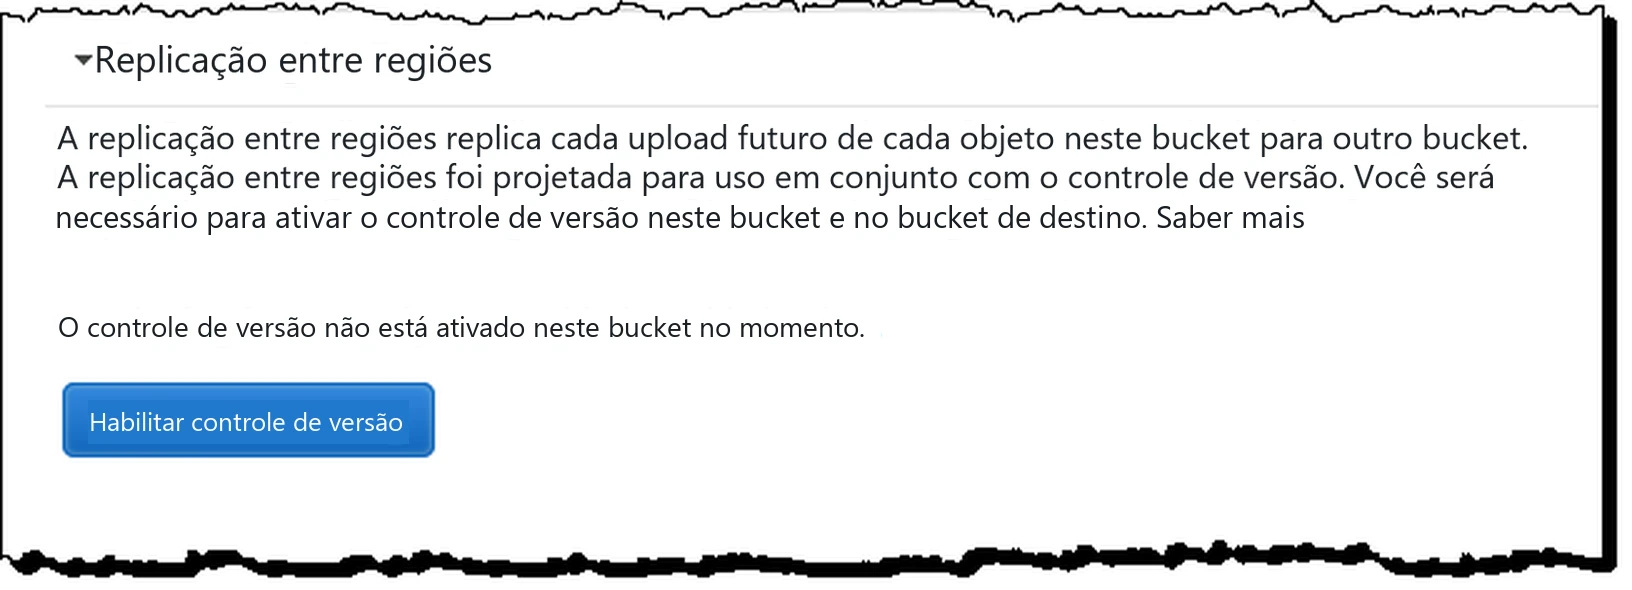 Replicação entre regiões
A replicação entre regiões replica cada upload futuro de cada objeto neste bucket para outro bucket.
A replicação entre regiões foi projetada para uso em conjunto com o controle de versão. Você será
necessário para ativar o controle de versão neste bucket e no bucket de destino. Saber mais
O controle de versão não está ativado neste bucket no momento.
Habilitar controle de versão